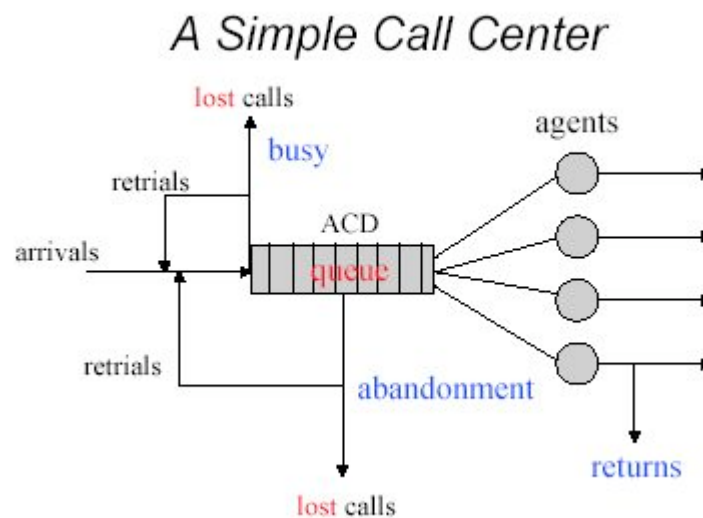 A Simple Call Center
lost calls
busy
agents
retrials
ACD
arrivals
queue
retrials
abandonment
returns
lost calls